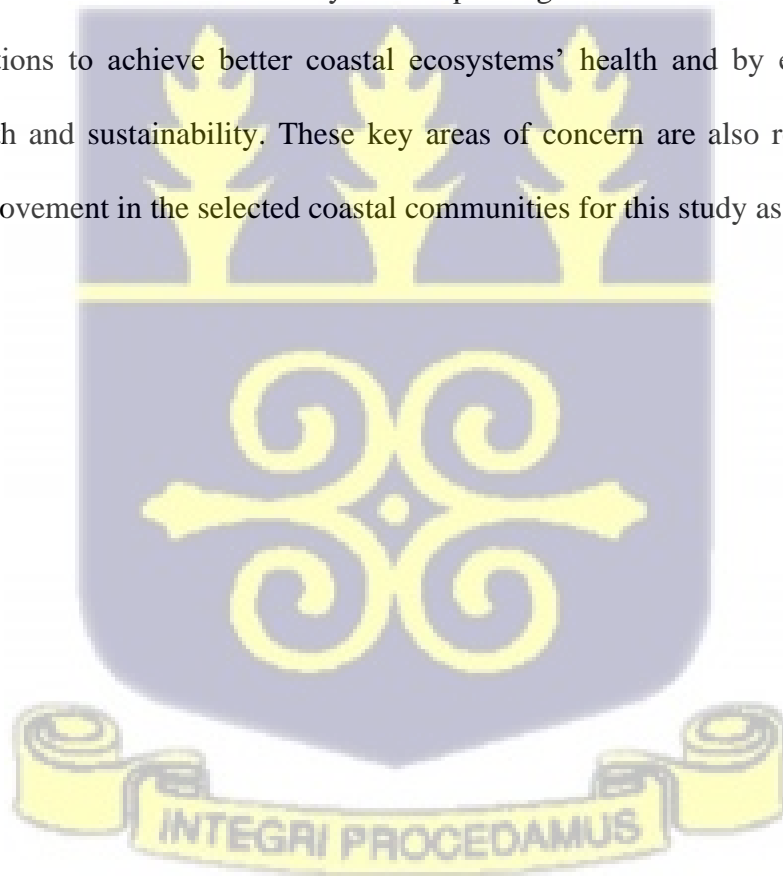 tions to achieve better coastal ecosystems' health and by e
h and sustainability. These key areas of concern are also r
ovement in the selected coastal communities for this study as
INTEGRI PROCEDAMUS